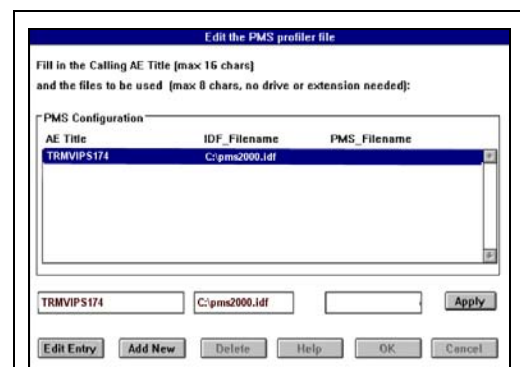 Edit the PMS profiler file
Fill in the Calling AE Title (max 16 chars)
and the files to be used (max 8 chars, no drive or extension needed):
PMS Configuration
AE Title IDF_Filename PMS_Filename
TRMVIPS174 C:\pms2000.idf
TRMVIPS174 C:\pms2000.idf Apply
Edit Entry Add New Delete Help OK Cancel